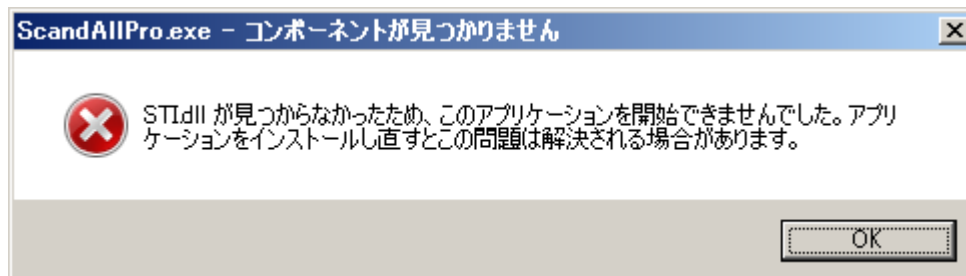 ScandAllPro.exe - コンポーネントが見つかりません
STI.dll が見つからなかったため、このアプリケーションを開始できませんでした。アプリ
ケーションをインストールし直すとこの問題は解決される場合があります。
OK